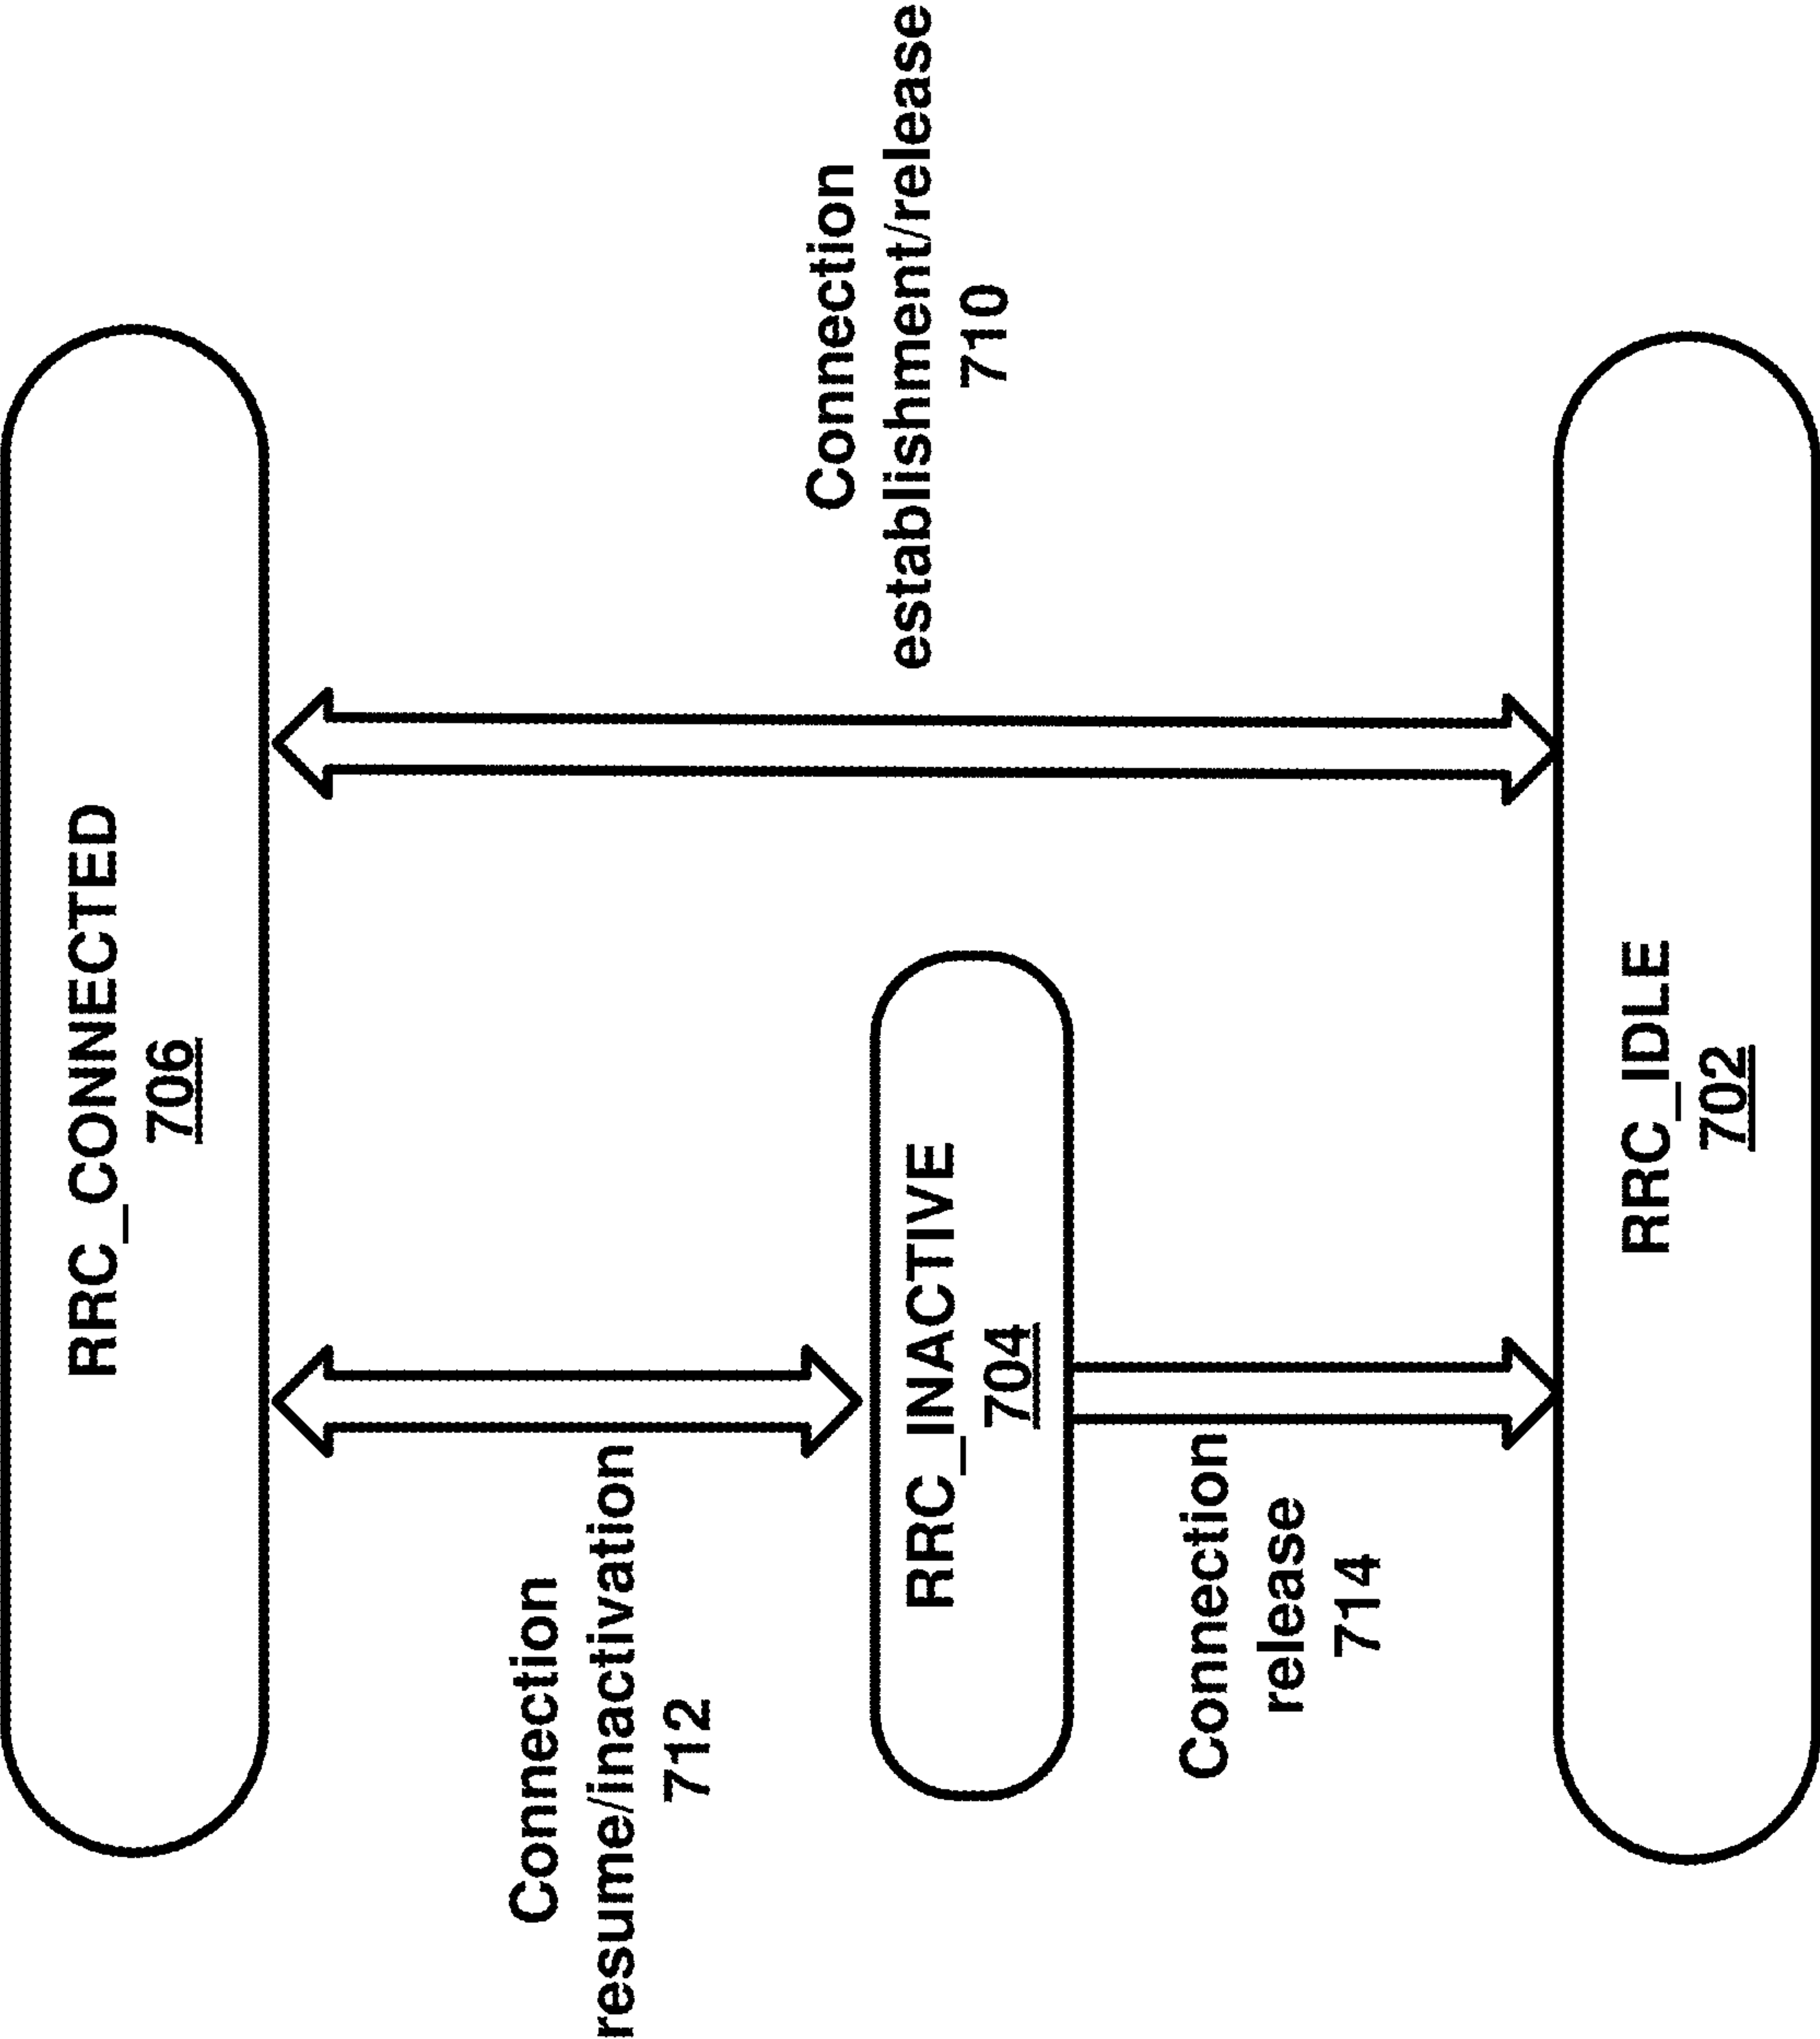 RRC_CONNECTED
706
Connection
resume/inactivation
712
Connection
establishment/release
710
RRC_INACTIVE
704
Connection
release
714
RRC_IDLE
702